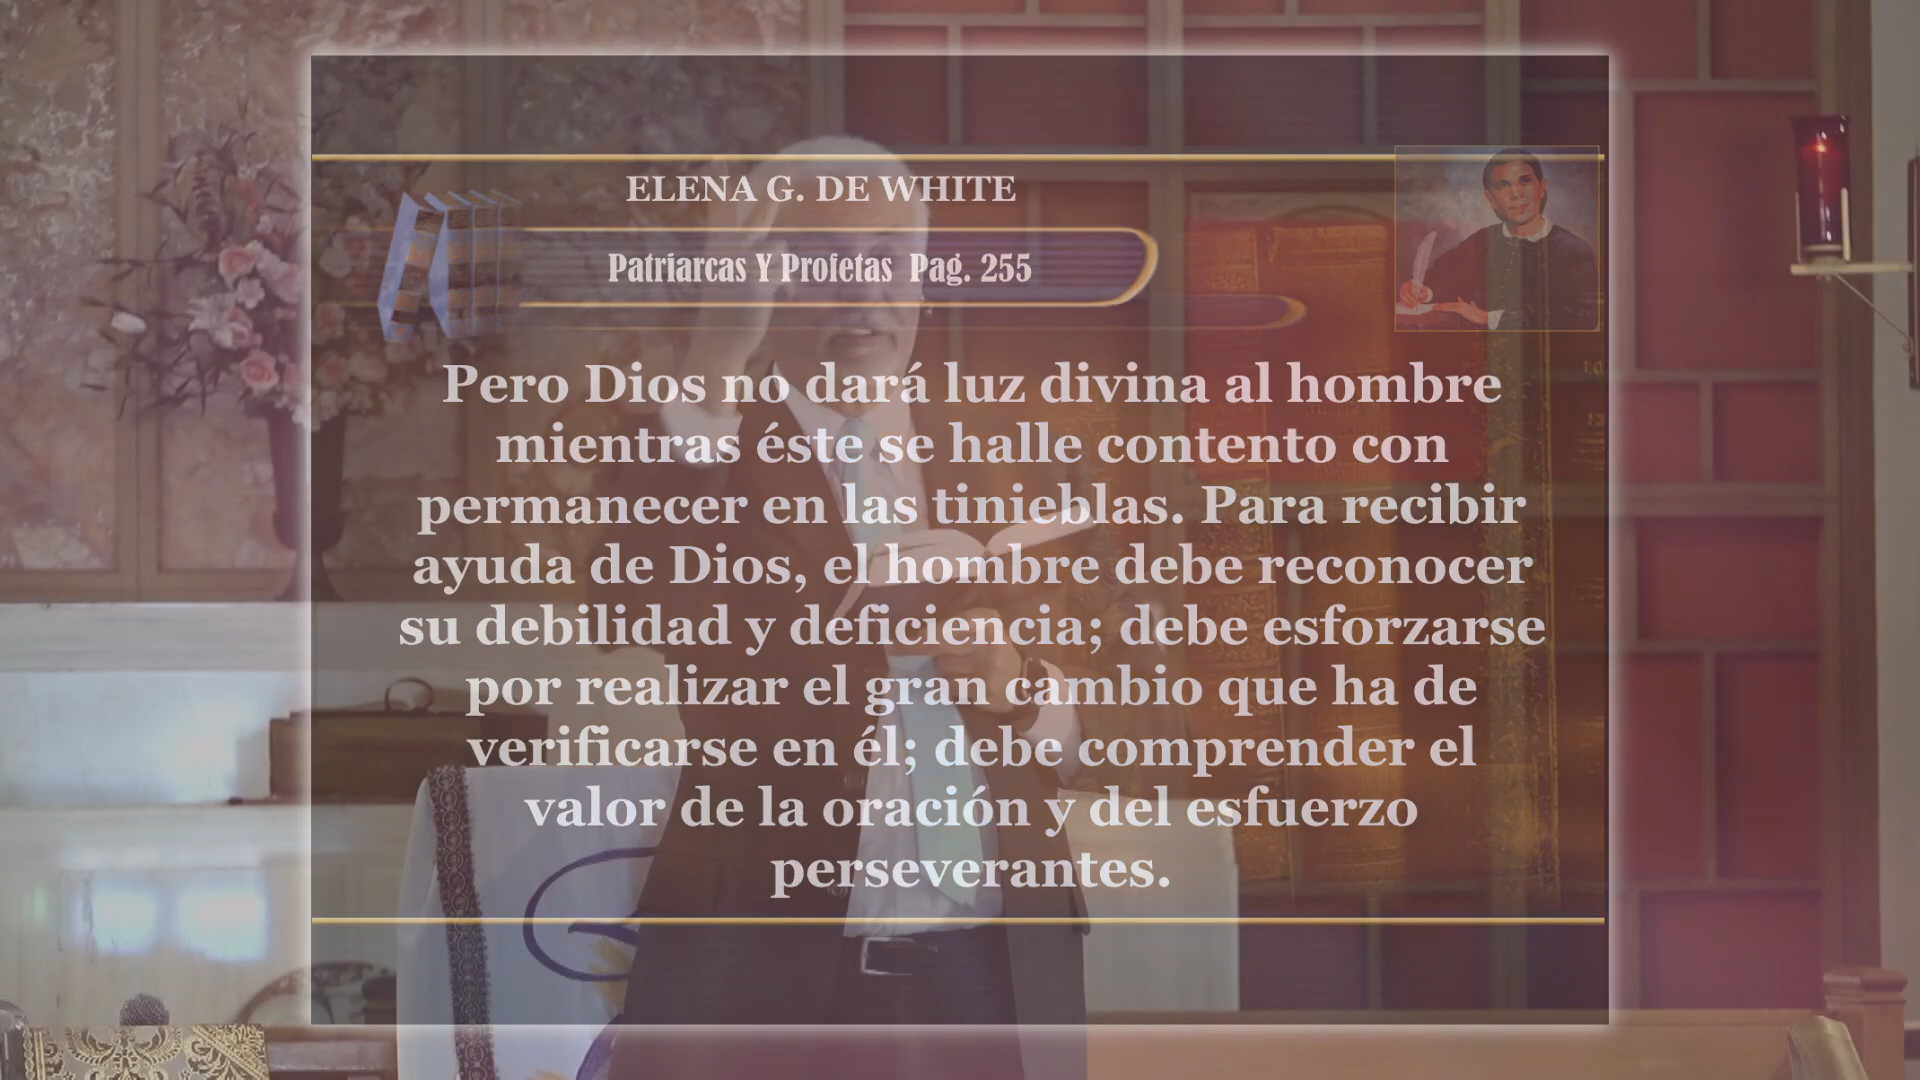 ELENA G. DE WHITE
Patriarcas Y Profetas Pag. 255
Pero Dios no dará luz divina al hombre
mientras éste se halle contento con
permanecer en las tinieblas. Para recibir
ayuda de Dios, el hombre debe reconocer
su debilidad y deficiencia; debe esforzarse
por realizar el gran cambio que ha de
verificarse en él; debe comprender el
valor de la oración y del esfuerzo
perseverantes.